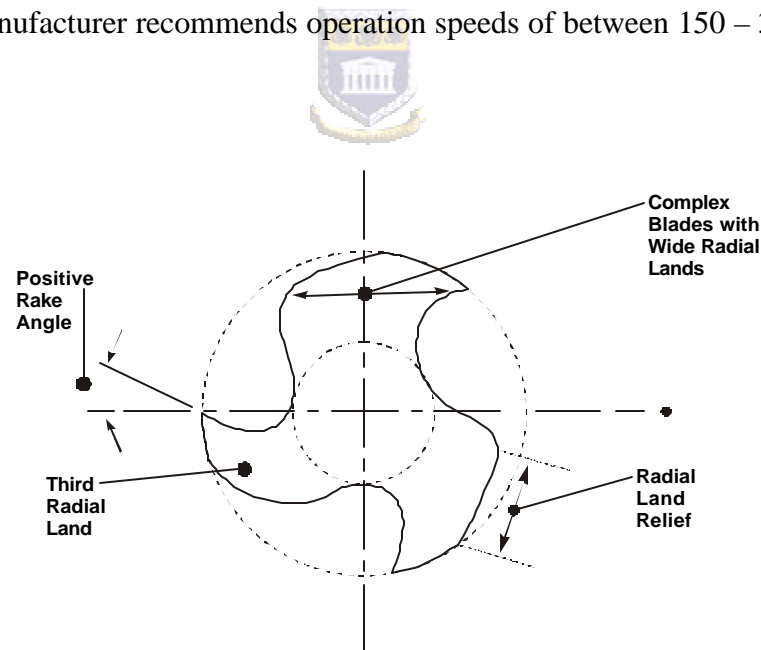 nufacturer recommends operation speeds of between 150 –
Complex
Blades with
Wide Radial
Lands
Positive
Rake
Angle
Third
Radial
Land
Radial
Land
Relief